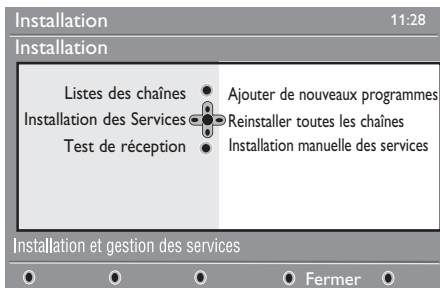 Installation 11:28
Installation
Listes des chaînes
Installation des Services
Test de réception
Ajouter de nouveaux programmes
Reinstaller toutes les chaînes
Installation manuelle des services
Installation et gestion des services
Fermer